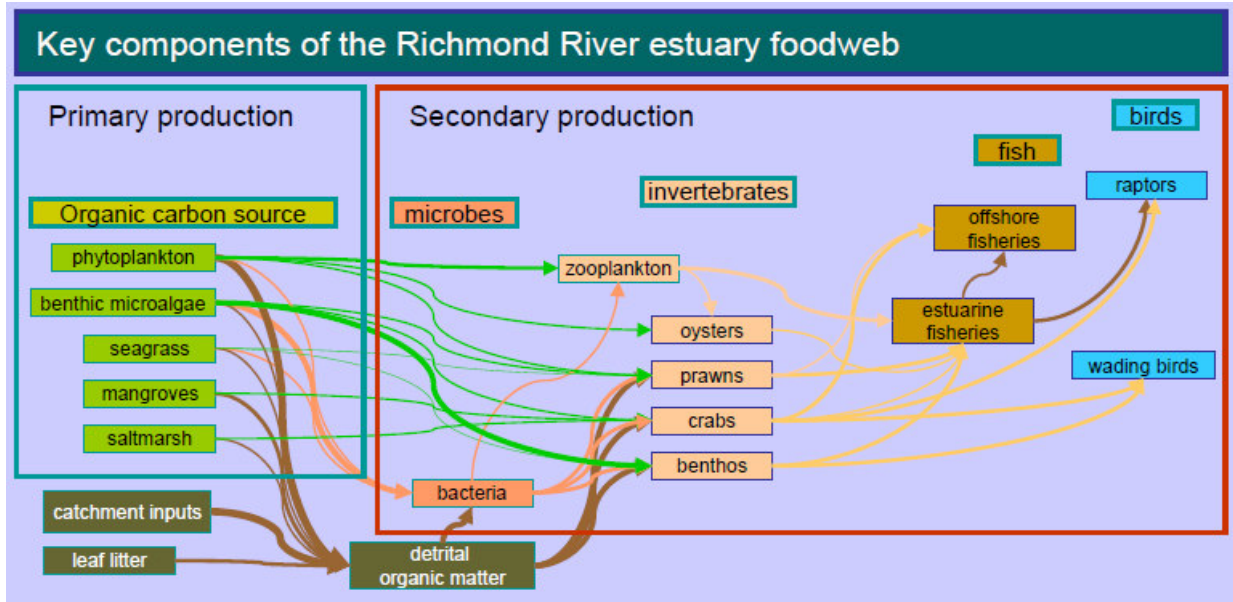 Key components of the Richmond River estuary foodweb
Primary production
Secondary production
birds
fish
raptors
invertebrates
Organic carbon source
microbes
offshore
fisheries
phytoplankton
zooplankton
benthic microalgae
estuarine
fisheries
oysters
seagrass
prawns
wading birds
mangroves
crabs
saltmarsh
benthos
bacteria
catchment inputs
leaf litter
detrital
organic matter